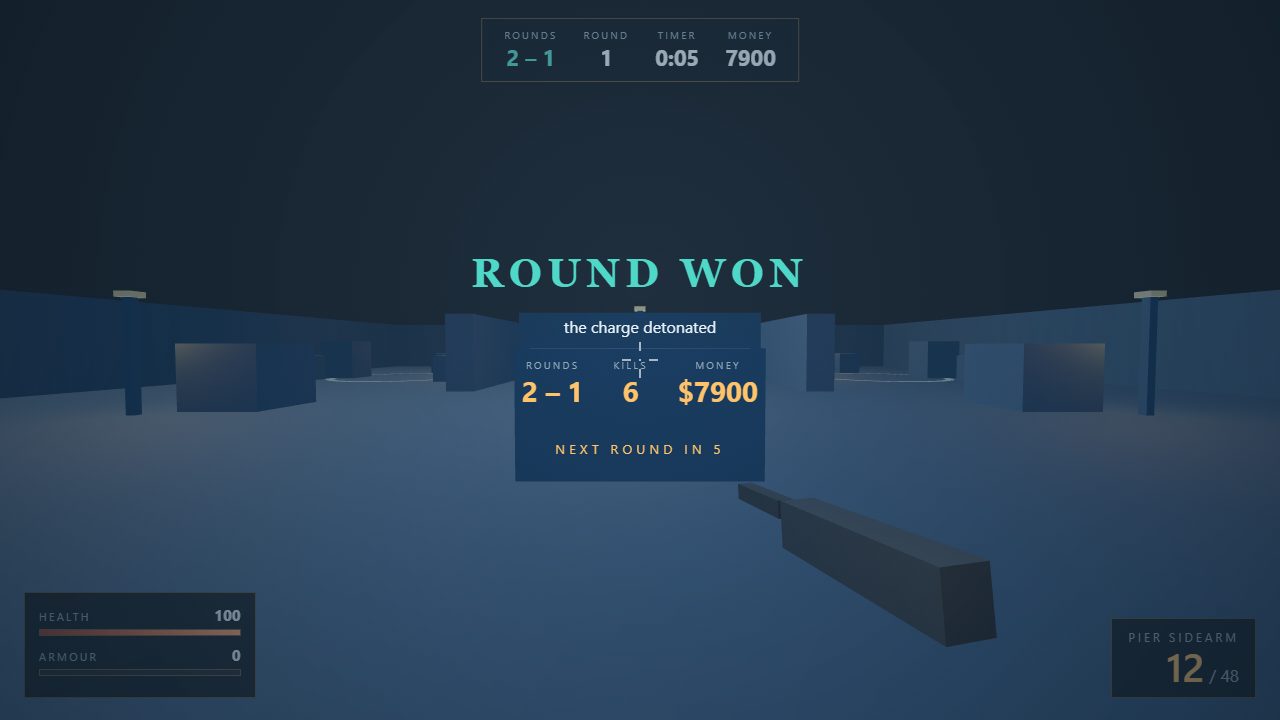 ROUNDS ROUND TIMER MONEY
2 – 1 1 0:05 7900
ROUND WON
the charge detonated
ROUNDS KILLS MONEY
2 – 1 6 $7900
NEXT ROUND IN 5
HEALTH 100
ARMOUR 0
PIER SIDEARM
12 / 48